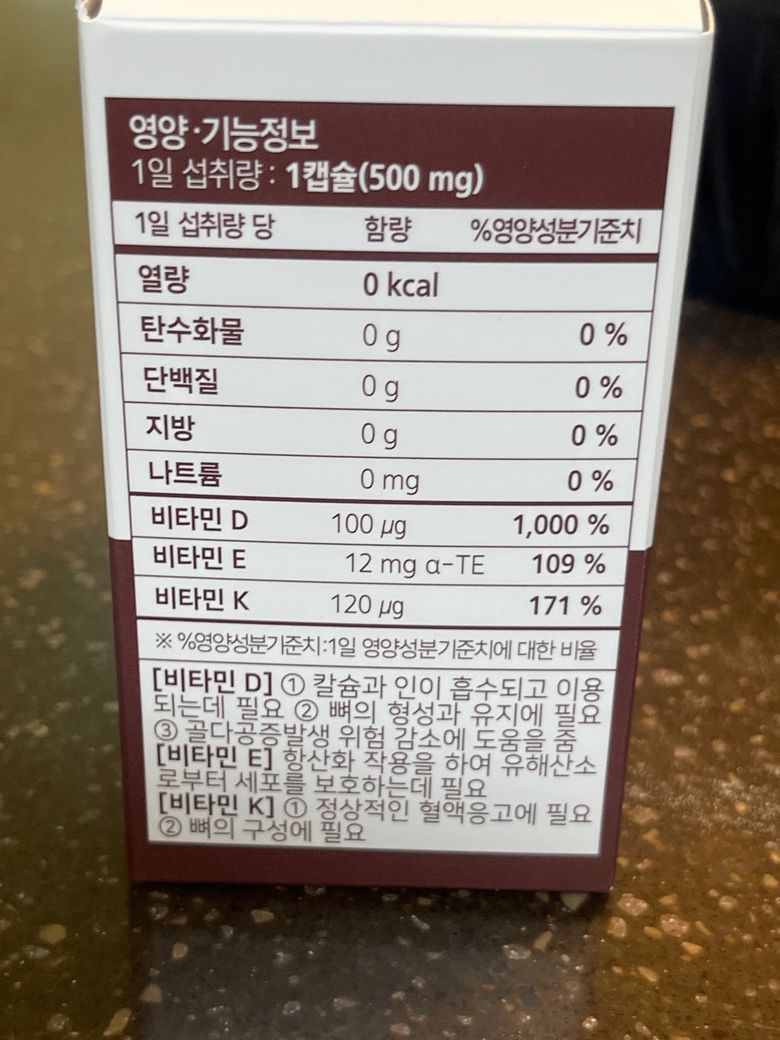 영양·기능정보
1일 섭취량 : 1캡슐(500 mg)
1일 섭취량 당 함량 %영양성분기준치
열량 0 kcal
탄수화물 0 g 0 %
단백질 0 g 0 %
지방 0 g 0 %
나트륨 0 mg 0 %
비타민 D 100 μg 1,000 %
비타민 E 12 mg α-TE 109 %
비타민 K 120 μg 171 %
※ %영양성분기준치:1일 영양성분기준치에 대한 비율
[비타민 D] ① 칼슘과 인이 흡수되고 이용
되는데 필요 ② 뼈의 형성과 유지에 필요
③ 골다공증발생 위험 감소에 도움을 줌
[비타민 E] 항산화 작용을 하여 유해산소
로부터 세포를 보호하는데 필요
[비타민 K] ① 정상적인 혈액응고에 필요
② 뼈의 구성에 필요